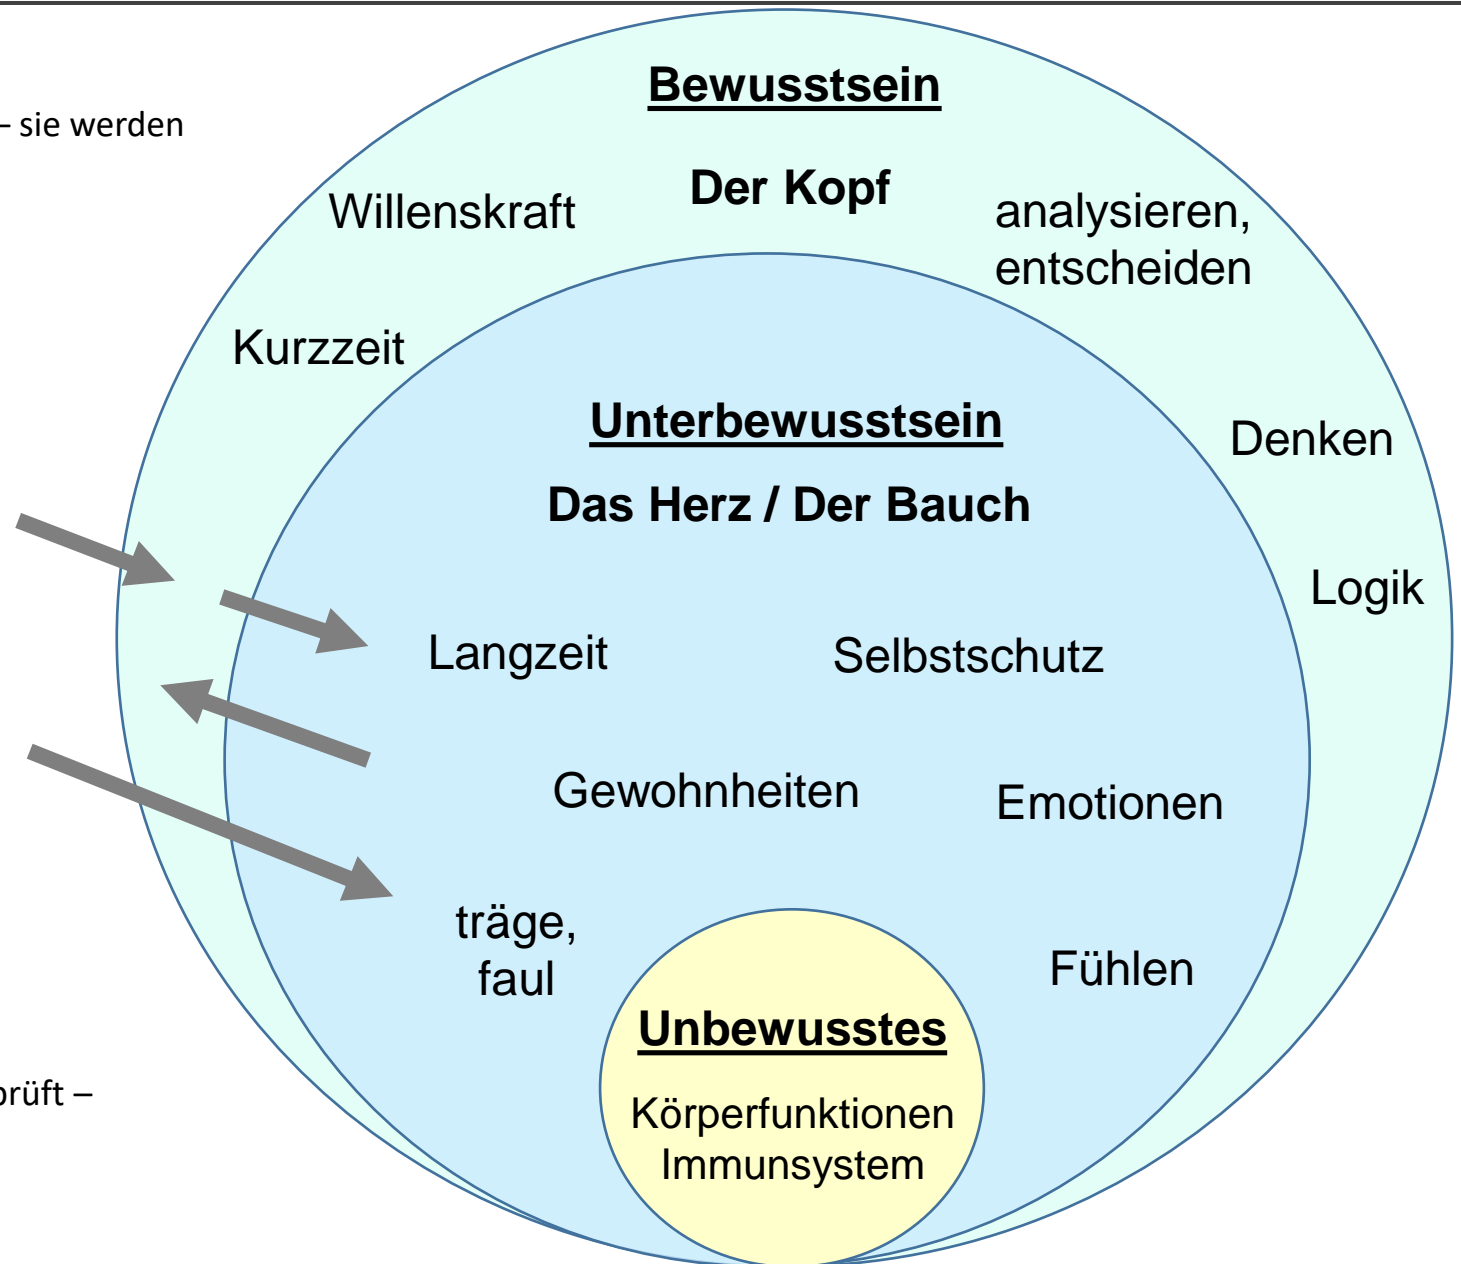 Bewusstsein
– sie werden
Der Kopf
Willenskraft
analysieren,
entscheiden
Kurzzeit
Unterbewusstsein
Denken
Das Herz / Der Bauch
Logik
Langzeit
Selbstschutz
Gewohnheiten
Emotionen
träge,
faul
Fühlen
Unbewusstes
Körperfunktionen
Immunsystem
prüft –